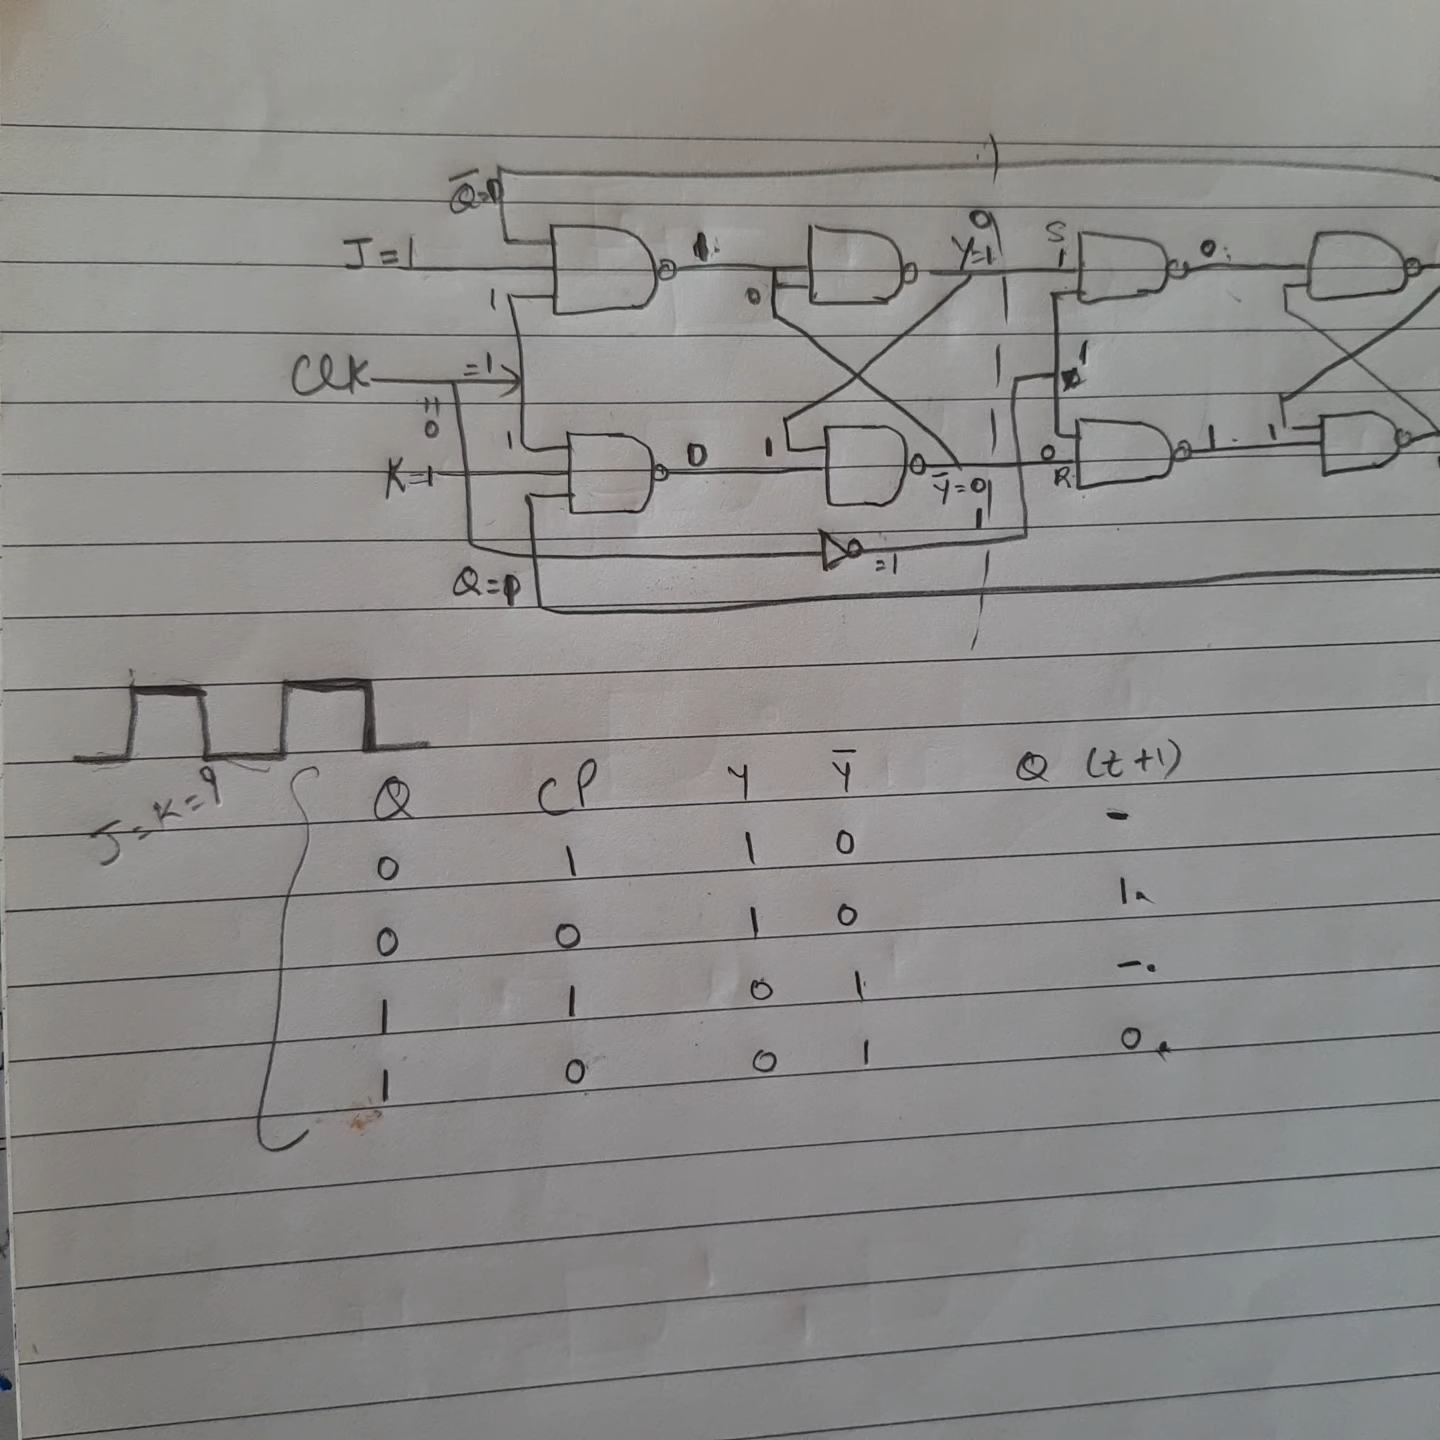 Q̅=
J=1
1
1.
0
Y=1
0
S
1
0.
Clk
=1
0
1
1
K=1
0
1
Y̅=0
0
R
1.
1
1
=1
Q=
J=K=
Q CP Y Y̅ Q (t+1)
0 1 1 0 -
0 0 1 0 1.
1 1 0 1 -.
1 0 0 1 0.